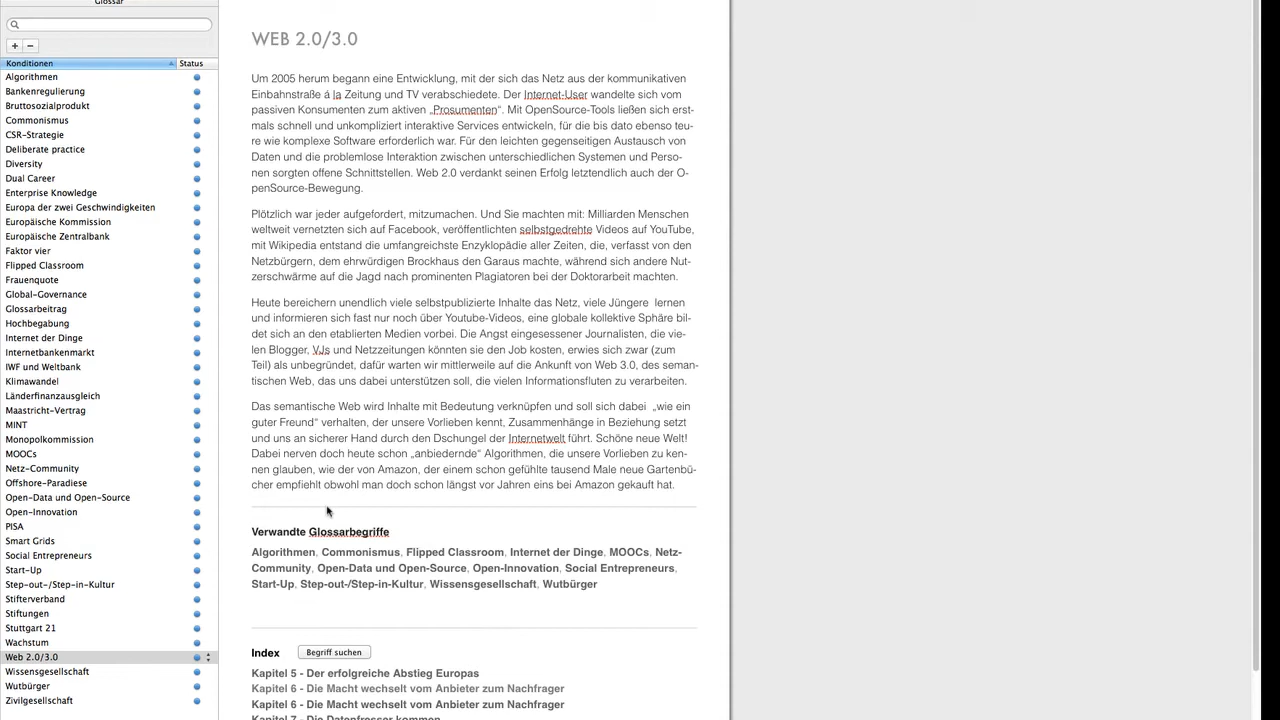 Glossar
Konditionen
Status
Algorithmen
Bankenregulierung
Bruttosozialprodukt
Commonismus
CSR-Strategie
Deliberate practice
Diversity
Dual Career
Enterprise Knowledge
Europa der zwei Geschwindigkeiten
Europäische Kommission
Europäische Zentralbank
Faktor vier
Flipped Classroom
Frauenquote
Global-Governance
Glossarbeitrag
Hochbegabung
Internet der Dinge
Internetbankenmarkt
IWF und Weltbank
Klimawandel
Länderfinanzausgleich
Maastricht-Vertrag
MINT
Monopolkommission
MOOCs
Netz-Community
Offshore-Paradiese
Open-Data und Open-Source
Open-Innovation
PISA
Smart Grids
Social Entrepreneurs
Start-Up
Step-out-/Step-in-Kultur
Stifterverband
Stiftungen
Stuttgart 21
Wachstum
Web 2.0/3.0
Wissensgesellschaft
Wutbürger
Zivilgesellschaft
WEB 2.0/3.0
Um 2005 herum begann eine Entwicklung, mit der sich das Netz aus der kommunikativen
Einbahnstraße á la Zeitung und TV verabschiedete. Der Internet-User wandelte sich vom
passiven Konsumenten zum aktiven „Prosumenten“. Mit OpenSource-Tools ließen sich erst-
mals schnell und unkompliziert interaktive Services entwickeln, für die bis dato ebenso teu-
re wie komplexe Software erforderlich war. Für den leichten gegenseitigen Austausch von
Daten und die problemlose Interaktion zwischen unterschiedlichen Systemen und Perso-
nen sorgten offene Schnittstellen. Web 2.0 verdankt seinen Erfolg letztendlich auch der O-
penSource-Bewegung.
Plötzlich war jeder aufgefordert, mitzumachen. Und Sie machten mit: Milliarden Menschen
weltweit vernetzten sich auf Facebook, veröffentlichten selbstgedrehte Videos auf YouTube,
mit Wikipedia entstand die umfangreichste Enzyklopädie aller Zeiten, die, verfasst von den
Netzbürgern, dem ehrwürdigen Brockhaus den Garaus machte, während sich andere Nut-
zerschwärme auf die Jagd nach prominenten Plagiatoren bei der Doktorarbeit machten.
Heute bereichern unendlich viele selbstpublizierte Inhalte das Netz, viele Jüngere lernen
und informieren sich fast nur noch über Youtube-Videos, eine globale kollektive Sphäre bil-
det sich an den etablierten Medien vorbei. Die Angst eingesessener Journalisten, die vie-
len Blogger, VJs und Netzzeitungen könnten sie den Job kosten, erwies sich zwar (zum
Teil) als unbegründet, dafür warten wir mittlerweile auf die Ankunft von Web 3.0, des seman-
tischen Web, das uns dabei unterstützen soll, die vielen Informationsfluten zu verarbeiten.
Das semantische Web wird Inhalte mit Bedeutung verknüpfen und soll sich dabei „wie ein
guter Freund“ verhalten, der unsere Vorlieben kennt, Zusammenhänge in Beziehung setzt
und uns an sicherer Hand durch den Dschungel der Internetwelt führt. Schöne neue Welt!
Dabei nerven doch heute schon „anbiedernde“ Algorithmen, die unsere Vorlieben zu ken-
nen glauben, wie der von Amazon, der einem schon gefühlte tausend Male neue Gartenbü-
cher empfiehlt obwohl man doch schon längst vor Jahren eins bei Amazon gekauft hat.
Verwandte Glossarbegriffe
Algorithmen, Commonismus, Flipped Classroom, Internet der Dinge, MOOCs, Netz-
Community, Open-Data und Open-Source, Open-Innovation, Social Entrepreneurs,
Start-Up, Step-out-/Step-in-Kultur, Wissensgesellschaft, Wutbürger
Index
Begriff suchen
Kapitel 5 - Der erfolgreiche Abstieg Europas
Kapitel 6 - Die Macht wechselt vom Anbieter zum Nachfrager
Kapitel 6 - Die Macht wechselt vom Anbieter zum Nachfrager
Kapitel 7 - Die Datenfresser kommen